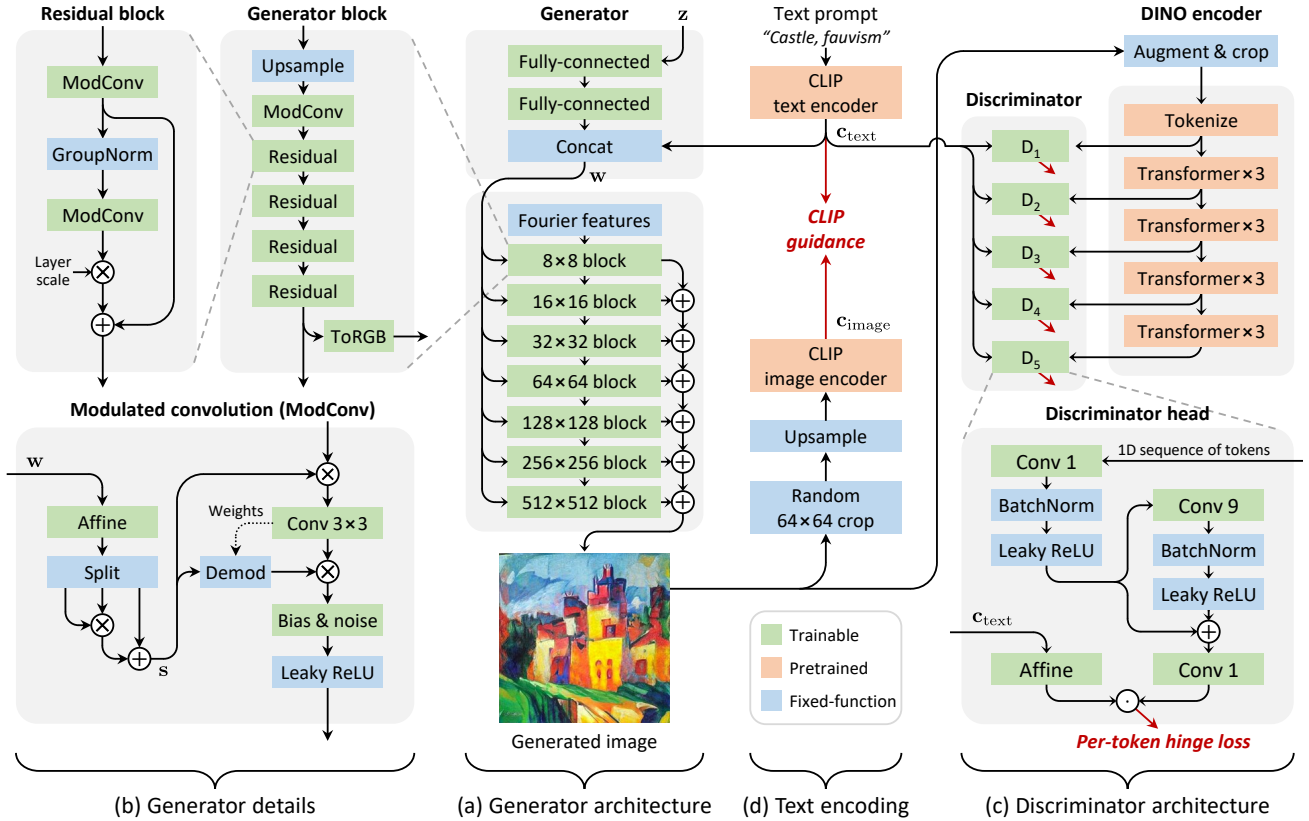 Residual block
ModConv
GroupNorm
ModConv
Layer
scale
×
+
Generator block
Upsample
ModConv
Residual
Residual
Residual
Residual
ToRGB
Modulated convolution (ModConv)
w
Affine
Split
×
+
s
Weights
Demod
×
Conv 3×3
×
Bias & noise
Leaky ReLU
(b) Generator details
Generator
z
Fully-connected
Fully-connected
Concat
w
Fourier features
8×8 block
16×16 block
+
32×32 block
+
64×64 block
+
128×128 block
+
256×256 block
+
512×512 block
+
Generated image
(a) Generator architecture
Text prompt
“Castle, fauvism”
CLIP
text encoder
c_text
CLIP
guidance
c_image
CLIP
image encoder
Upsample
Random
64×64 crop
Trainable
Pretrained
Fixed-function
(d) Text encoding
DINO encoder
Augment & crop
Tokenize
Transformer×3
Transformer×3
Transformer×3
Transformer×3
Transformer×3
Discriminator
D1
D2
D3
D4
D5
Discriminator head
1D sequence of tokens
Conv 1
BatchNorm
Leaky ReLU
Conv 9
BatchNorm
Leaky ReLU
+
c_text
Affine
Conv 1
·
Per-token hinge loss
(c) Discriminator architecture